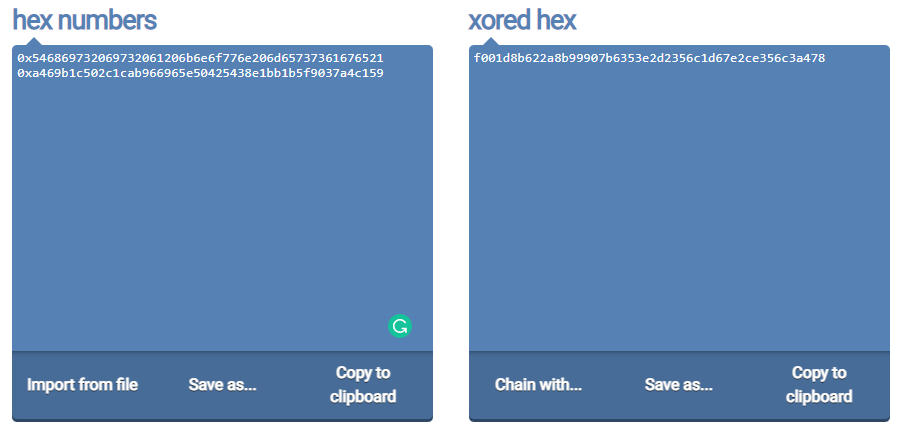 hex numbers
0x546869732069732061206b6e6f776e206d65737361676521
0xa469b1c502c1cab966965e50425438e1bb1b5f9037a4c159
Import from file
Save as...
Copy to
clipboard
xored hex
f001d8b622a8b99907b6353e2d2356c1d67e2ce356c3a478
Chain with...
Save as...
Copy to
clipboard